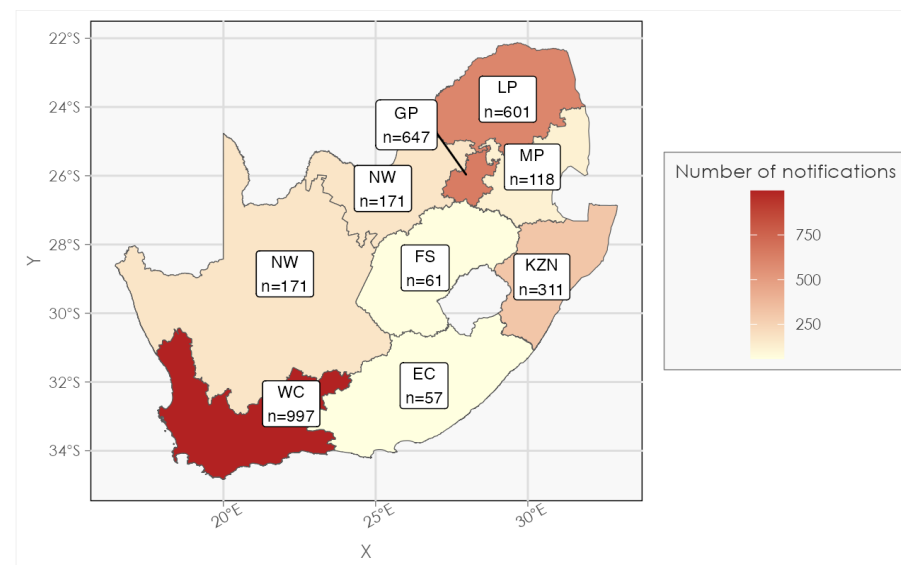 22°S
24°S
26°S
28°S
30°S
32°S
34°S
Y
20°E
25°E
30°E
X
LP
n=601
GP
n=647
MP
n=118
NW
n=171
NW
n=171
FS
n=61
KZN
n=311
EC
n=57
WC
n=997
Number of notifications
750
500
250